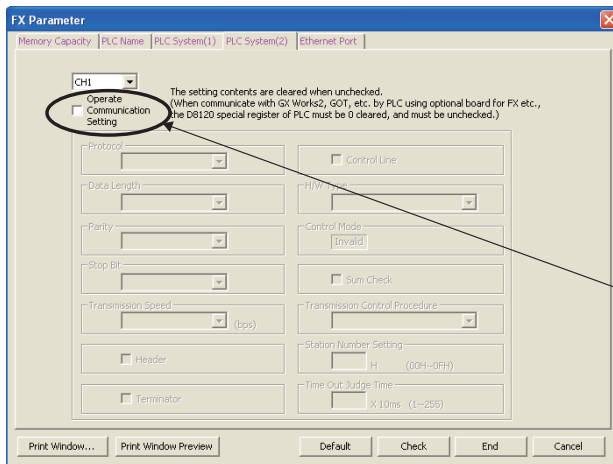 FX Parameter
Memory Capacity PLC Name PLC System(1) PLC System(2) Ethernet Port
CH1
Operate
Communication
Setting
The setting contents are cleared when unchecked.
(When communicate with GX Works2, GOT, etc. by PLC using optional board for FX etc.,
the D8120 special register of PLC must be 0 cleared, and must be unchecked.)
Protocol
Control Line
Data Length
H/W Type
Parity
Control Mode
Invalid
Stop Bit
Sum Check
Transmission Speed
(bps)
Transmission Control Procedure
Header
Station Number Setting
H (00H--0FH)
Terminator
Time Out Judge Time
X 10ms (1--255)
Print Window... Print Window Preview Default Check End Cancel